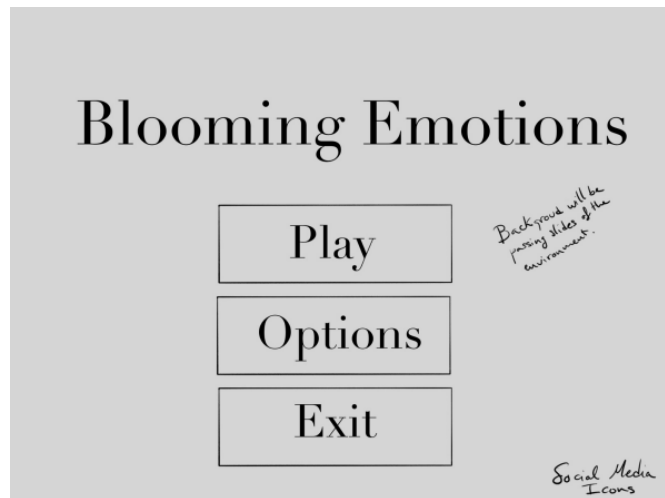 Blooming Emotions
Play
Backgroud will be
passing slides of the
environment.
Options
Exit
Social Media
Icons